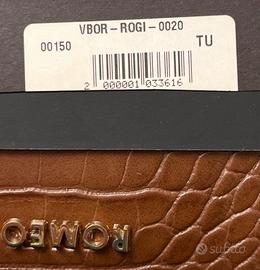 VBOR-ROGI-0020
00150
TU
2 000001 033616
ROMEO
subito